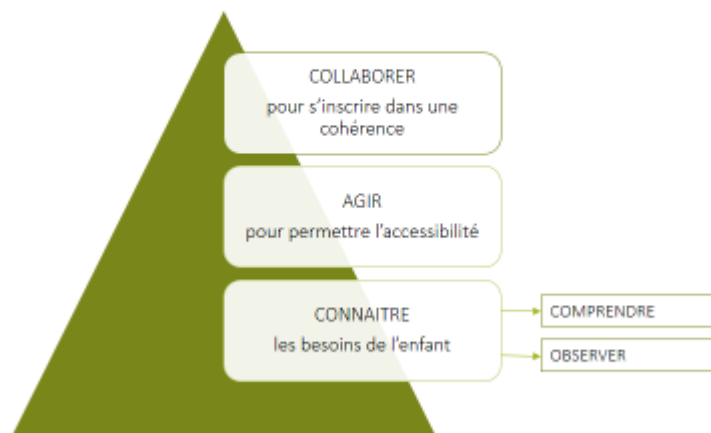 COLLABORER
pour s'inscrire dans une
cohérence
AGIR
pour permettre l'accessibilité
CONNAITRE
les besoins de l'enfant
COMPRENDRE
OBSERVER